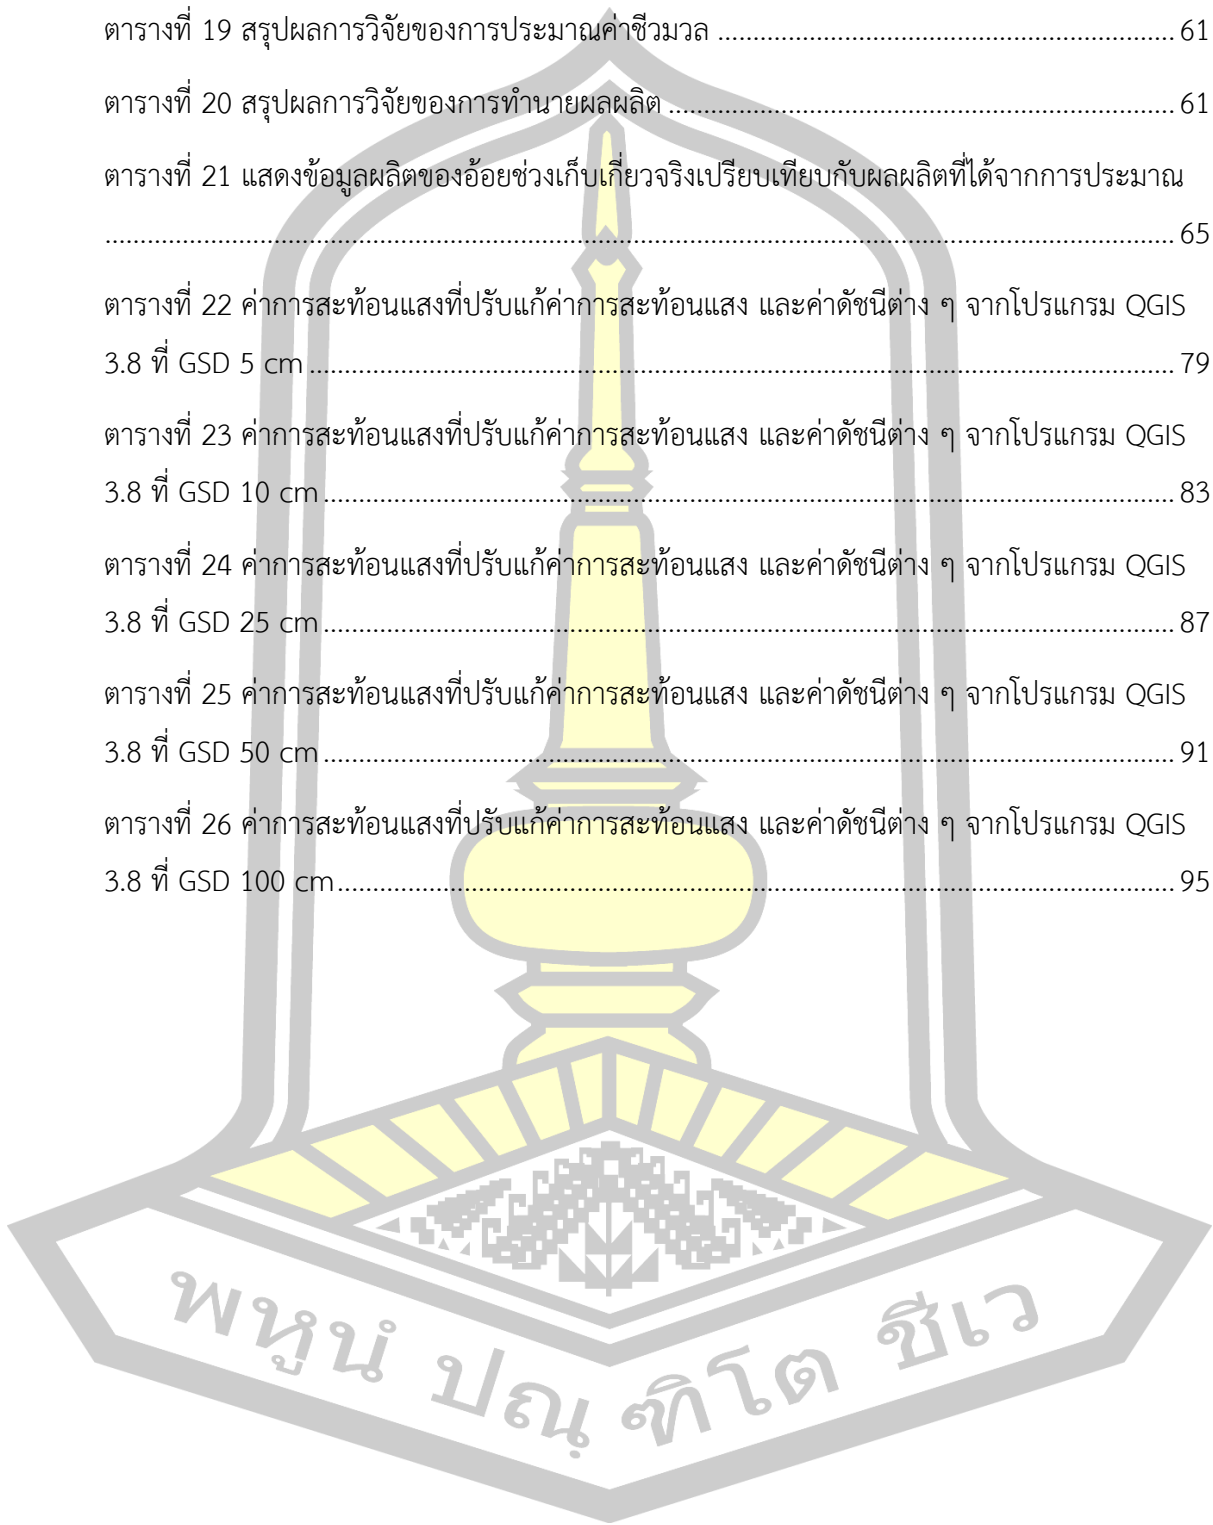 ตารางที่ 19 สรุปผลการวิจัยของการประมาณค่าชีวมวล ................................................................. 61
ตารางที่ 20 สรุปผลการวิจัยของการทำนายผลผลิต ........................................................................ 61
ตารางที่ 21 แสดงข้อมูลผลิตของอ้อยช่วงเก็บเกี่ยวจริงเปรียบเทียบกับผลผลิตที่ได้จากการประมาณ
......................................................................................................................................................... 65
ตารางที่ 22 ค่าการสะท้อนแสงที่ปรับแก้ค่าการสะท้อนแสง และค่าดัชนีต่าง ๆ จากโปรแกรม QGIS
3.8 ที่ GSD 5 cm .......................................................................................................................... 79
ตารางที่ 23 ค่าการสะท้อนแสงที่ปรับแก้ค่าการสะท้อนแสง และค่าดัชนีต่าง ๆ จากโปรแกรม QGIS
3.8 ที่ GSD 10 cm ........................................................................................................................ 83
ตารางที่ 24 ค่าการสะท้อนแสงที่ปรับแก้ค่าการสะท้อนแสง และค่าดัชนีต่าง ๆ จากโปรแกรม QGIS
3.8 ที่ GSD 25 cm ........................................................................................................................ 87
ตารางที่ 25 ค่าการสะท้อนแสงที่ปรับแก้ค่าการสะท้อนแสง และค่าดัชนีต่าง ๆ จากโปรแกรม QGIS
3.8 ที่ GSD 50 cm ........................................................................................................................ 91
ตารางที่ 26 ค่าการสะท้อนแสงที่ปรับแก้ค่าการสะท้อนแสง และค่าดัชนีต่าง ๆ จากโปรแกรม QGIS
3.8 ที่ GSD 100 cm ...................................................................................................................... 95
พหูนํ ปณฺ ฑิโต ชีเว